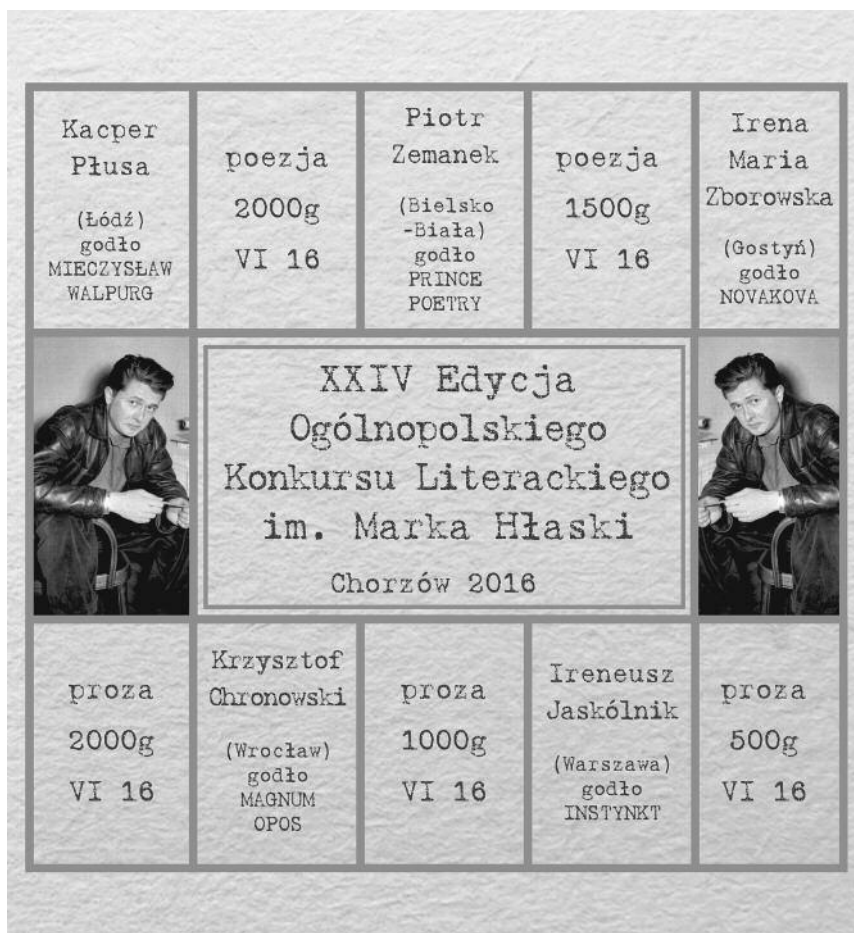 Kacper
Płusa
(Łódź)
godło
MIECZYSŁAW
WALPURG
poezja
2000g
VI 16
Piotr
Zemanek
(Bielsko
-Biała)
godło
PRINCE
POETRY
poezja
1500g
VI 16
Irena
Maria
Zborowska
(Gostyń)
godło
NOVAKOVA
XXIV Edycja
Ogólnopolskiego
Konkursu Literackiego
im. Marka Hłaski
Chorzów 2016
proza
2000g
VI 16
Krzysztof
Chronowski
(Wrocław)
godło
MAGNUM
OPOS
proza
1000g
VI 16
Ireneusz
Jaskólnik
(Warszawa)
godło
INSTYNKT
proza
500g
VI 16